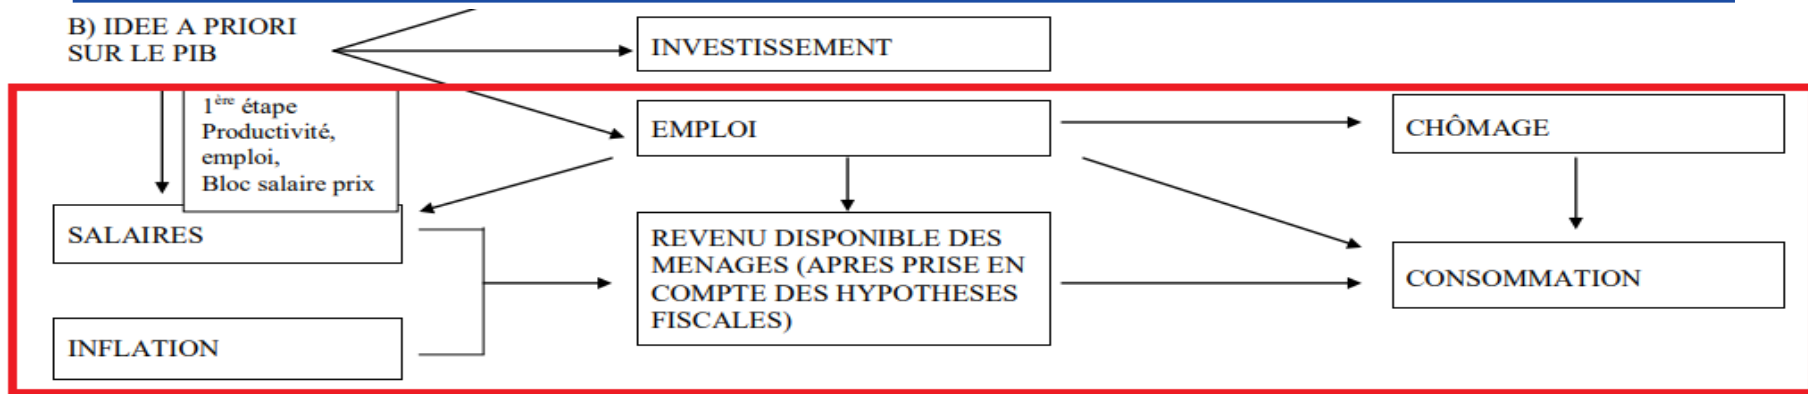 B) IDEE A PRIORI
SUR LE PIB
INVESTISSEMENT
1ère étape
Productivité,
emploi,
Bloc salaire prix
EMPLOI
CHÔMAGE
SALAIRES
REVENU DISPONIBLE DES
MENAGES (APRES PRISE EN
COMPTE DES HYPOTHESES
FISCALES)
CONSOMMATION
INFLATION